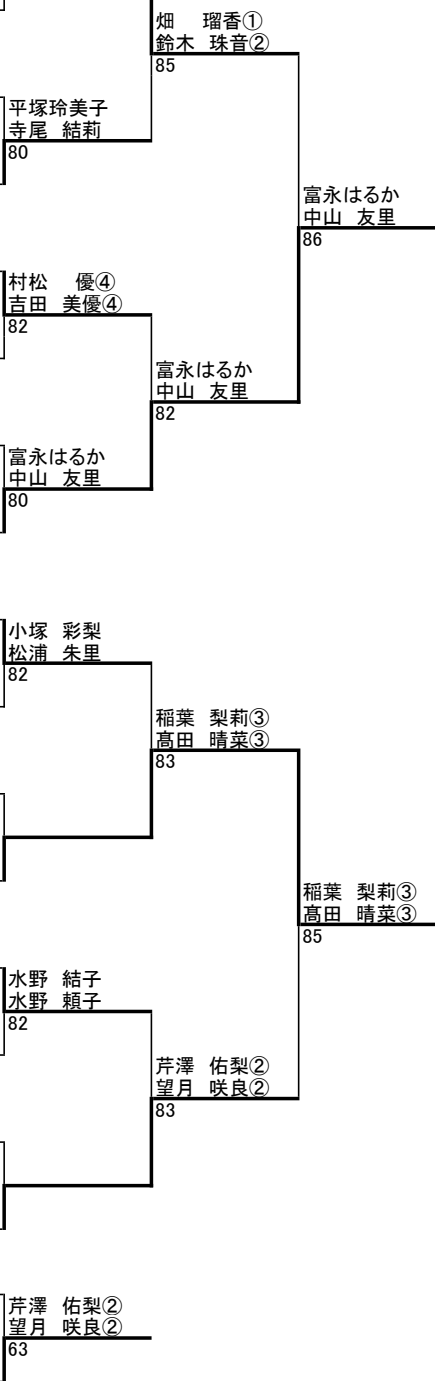 畑　瑠香①
鈴木　珠音②
85
平塚玲美子
寺尾　結莉
80
富永はるか
中山　友里
86
村松　優④
吉田　美優④
82
富永はるか
中山　友里
82
富永はるか
中山　友里
80
小塚　彩梨
松浦　朱里
82
稲葉　梨莉③
髙田　晴菜③
83
稲葉　梨莉③
髙田　晴菜③
85
水野　結子
水野　頼子
82
芹澤　佑梨②
望月　咲良②
83
芹澤　佑梨②
望月　咲良②
63